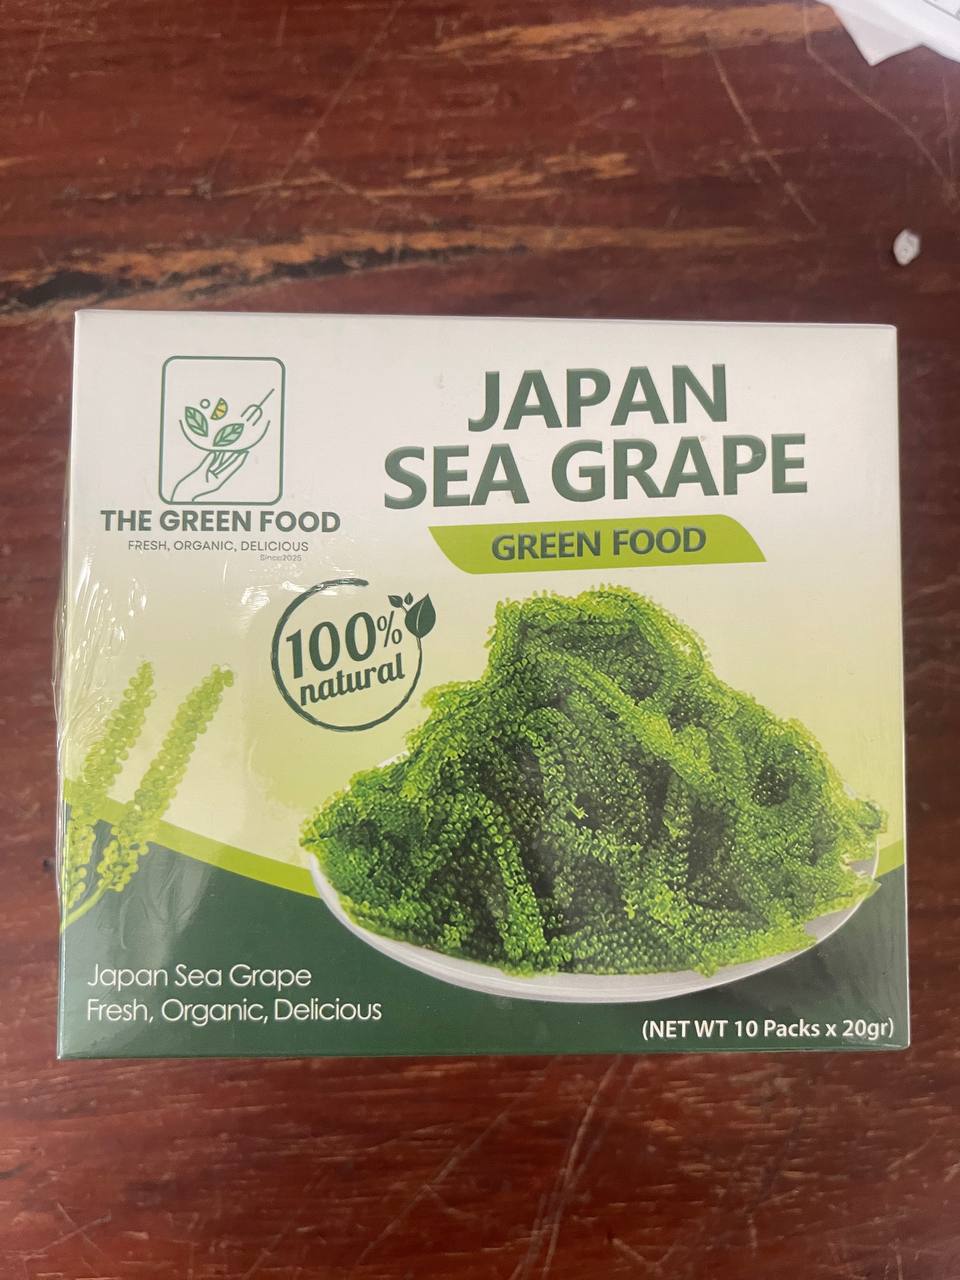 JAPAN
SEA GRAPE
GREEN FOOD
THE GREEN FOOD
FRESH, ORGANIC, DELICIOUS
Since2025
100%
natural
Japan Sea Grape
Fresh, Organic, Delicious
(NET WT 10 Packs x 20gr)